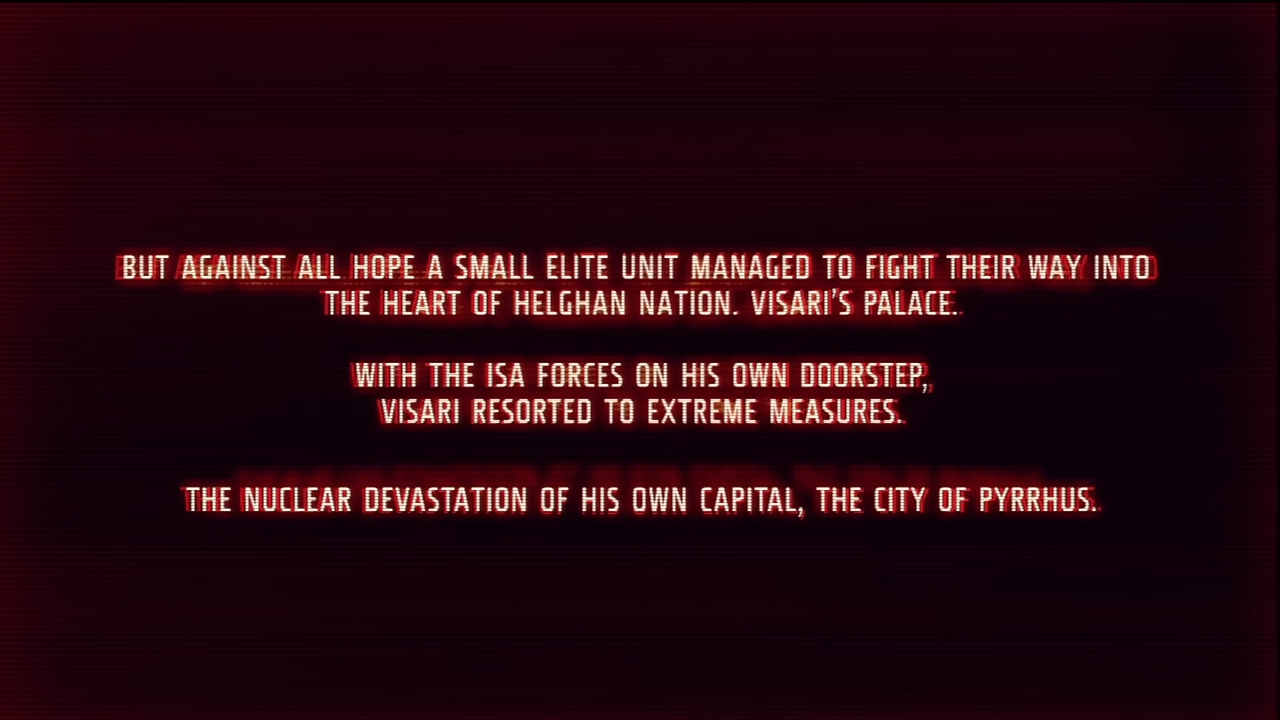 BUT AGAINST ALL HOPE A SMALL ELITE UNIT MANAGED TO FIGHT THEIR WAY INTO
THE HEART OF HELGHAN NATION. VISARI'S PALACE.
WITH THE ISA FORCES ON HIS OWN DOORSTEP,
VISARI RESORTED TO EXTREME MEASURES.
THE NUCLEAR DEVASTATION OF HIS OWN CAPITAL, THE CITY OF PYRRHUS.